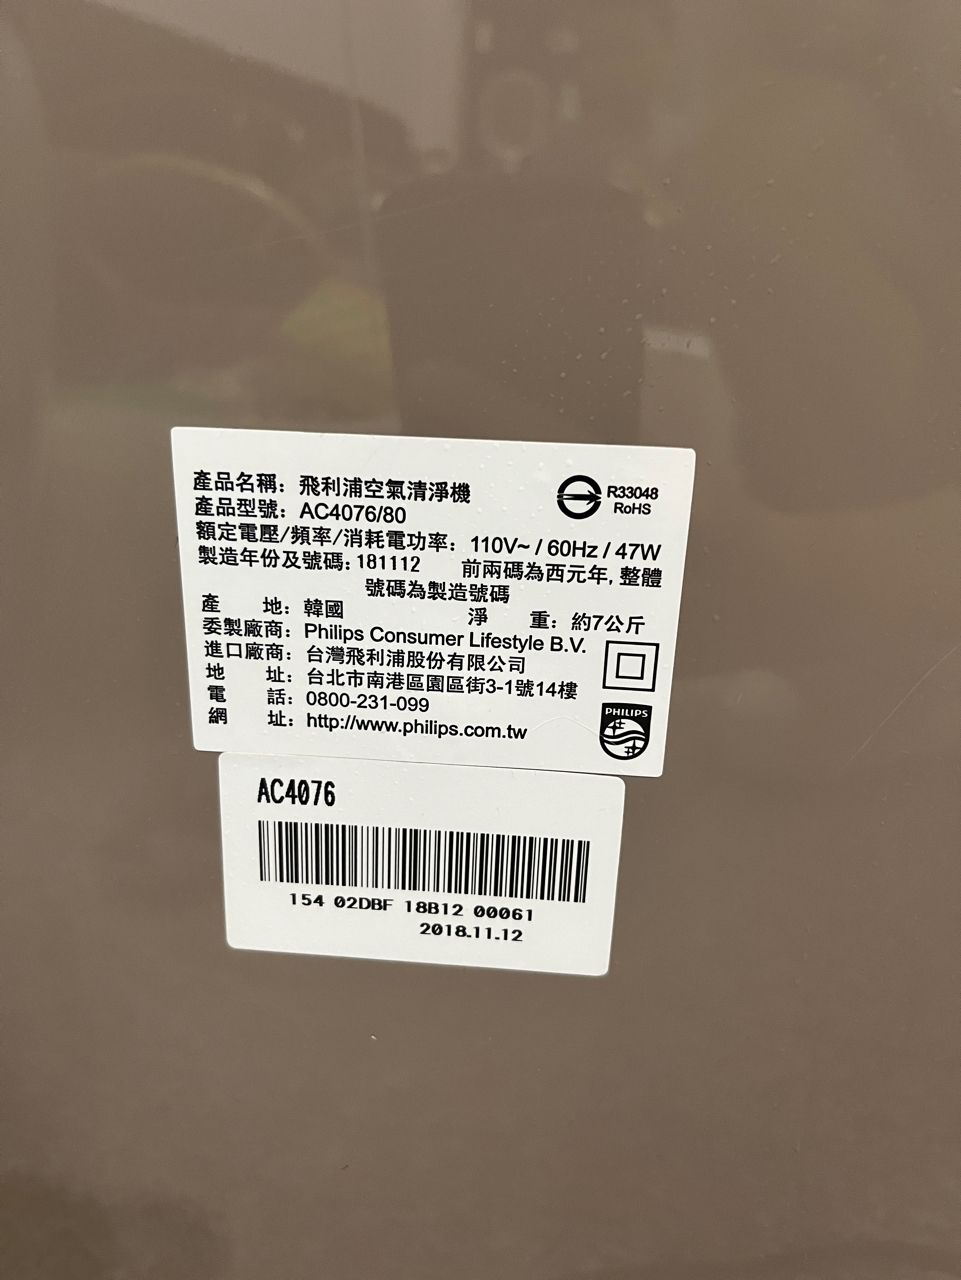 產品名稱：飛利浦空氣清淨機
R33048
RoHS
產品型號：AC4076/80
額定電壓/頻率/消耗電功率：110V~ / 60Hz / 47W
製造年份及號碼：181112 前兩碼為西元年, 整體
號碼為製造號碼
產 地：韓國 淨 重：約7公斤
委製廠商：Philips Consumer Lifestyle B.V.
進口廠商：台灣飛利浦股份有限公司
地 址：台北市南港區園區街3-1號14樓
電 話：0800-231-099
網 址：http://www.philips.com.tw
PHILIPS
AC4076
154 02DBF 18B12 00061
2018.11.12